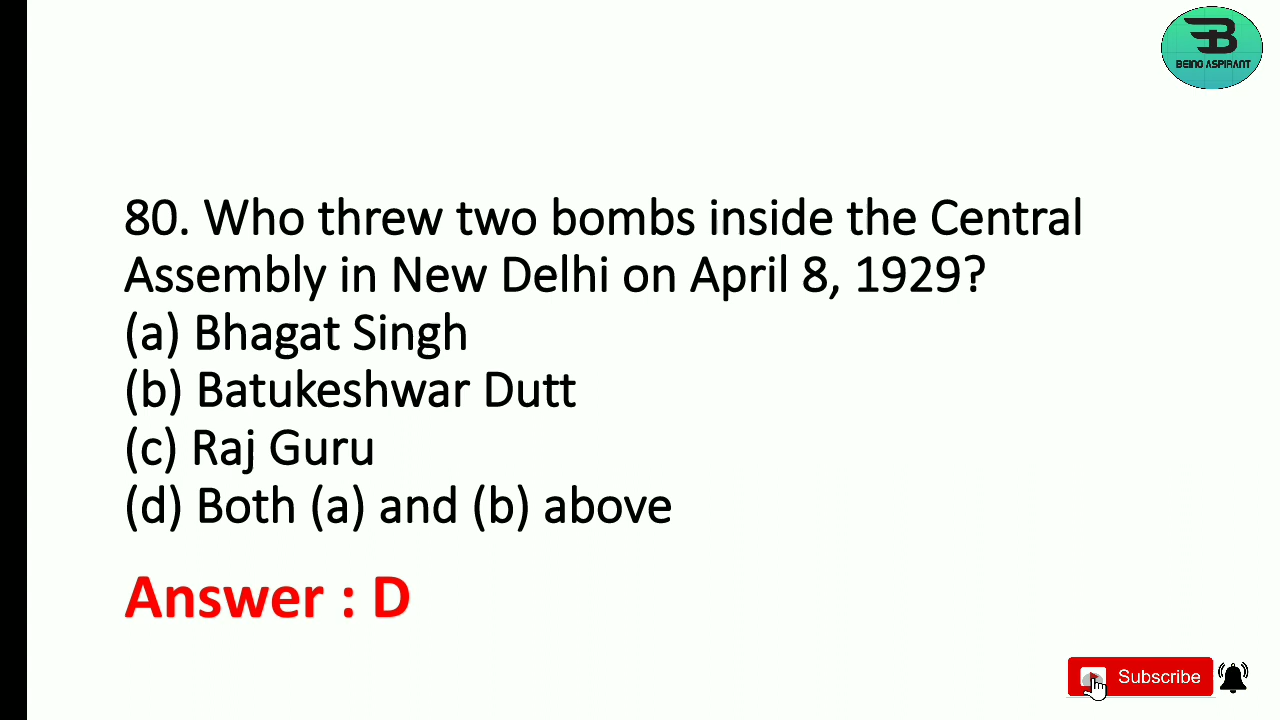 BEING ASPIRANT
80. Who threw two bombs inside the Central
Assembly in New Delhi on April 8, 1929?
(a) Bhagat Singh
(b) Batukeshwar Dutt
(c) Raj Guru
(d) Both (a) and (b) above
Answer : D
Subscribe